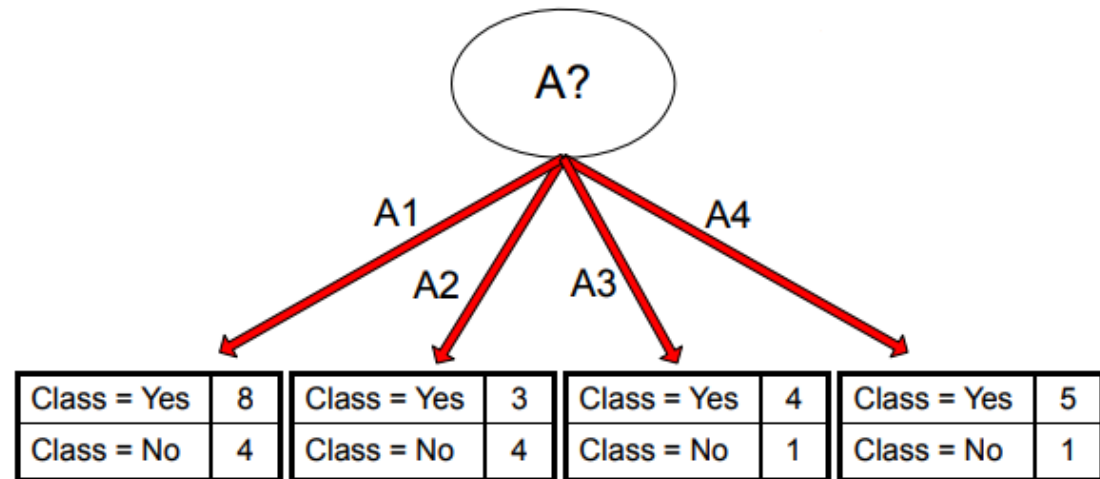 A?
A1
A4
A2
A3
Class = Yes 8
Class = No 4
Class = Yes 3
Class = No 4
Class = Yes 4
Class = No 1
Class = Yes 5
Class = No 1